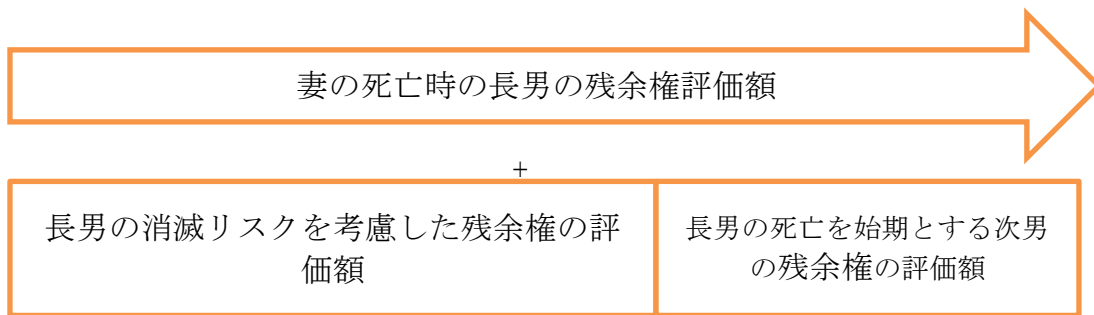 妻の死亡時の長男の残余権評価額
+
長男の消滅リスクを考慮した残余権の評
価額
長男の死亡を始期とする次男
の残余権の評価額